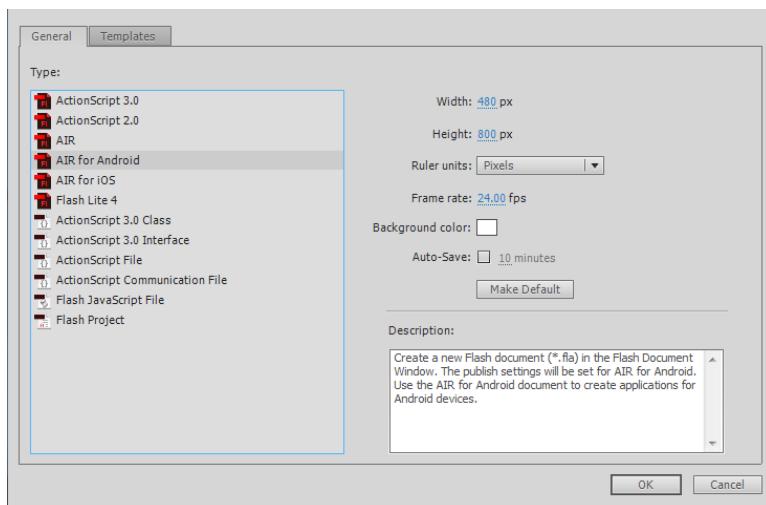 General
Templates
Type:
ActionScript 3.0
ActionScript 2.0
AIR
AIR for Android
AIR for iOS
Flash Lite 4
ActionScript 3.0 Class
ActionScript 3.0 Interface
ActionScript File
ActionScript Communication File
Flash JavaScript File
Flash Project
Width: 480 px
Height: 800 px
Ruler units: Pixels
Frame rate: 24.00 fps
Background color:
Auto-Save: 10 minutes
Make Default
Description:
Create a new Flash document (*.fla) in the Flash Document
Window. The publish settings will be set for AIR for Android.
Use the AIR for Android document to create applications for
Android devices.
OK
Cancel